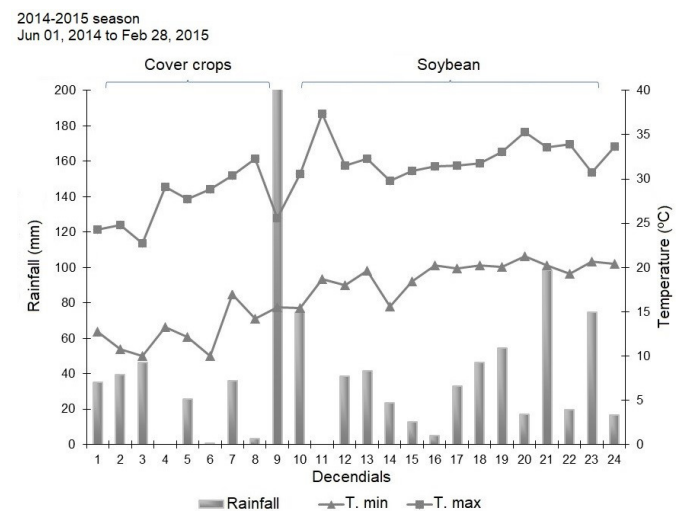 2014-2015 season
Jun 01, 2014 to Feb 28, 2015
Cover crops
Soybean
200
180
160
140
120
100
80
60
40
20
0
Rainfall (mm)
40
35
30
25
20
15
10
5
0
Temperature (ºC)
1 2 3 4 5 6 7 8 9 10 11 12 13 14 15 16 17 18 19 20 21 22 23 24
Decendials
Rainfall T. min T. max